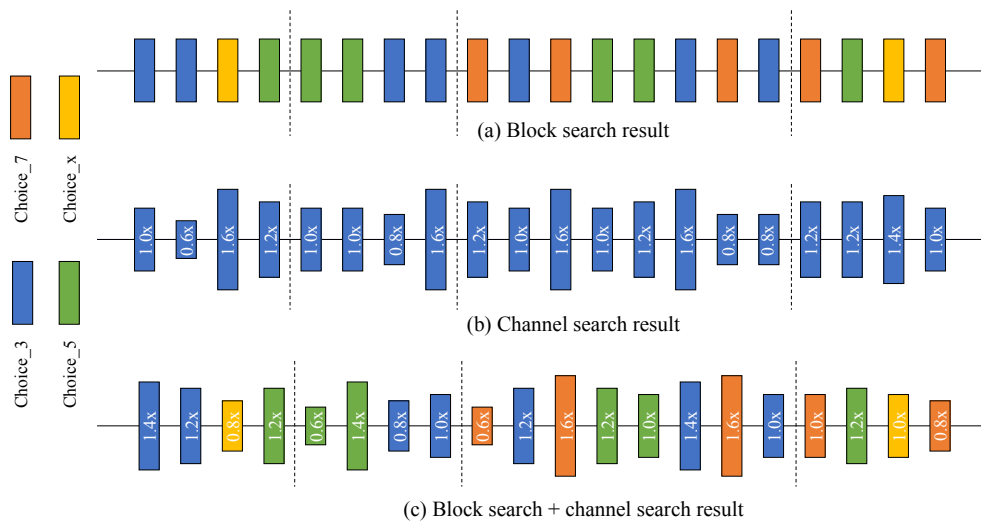 Choice_7
Choice_x
Choice_3
Choice_5
(a) Block search result
1.0x 0.6x 1.6x 1.2x 1.0x 1.0x 0.8x 1.6x 1.2x 1.0x 1.6x 1.0x 1.2x 1.6x 0.8x 0.8x 1.2x 1.2x 1.4x 1.0x
(b) Channel search result
1.4x 1.2x 0.8x 1.2x 0.6x 1.4x 0.8x 1.0x 0.6x 1.2x 1.6x 1.2x 1.0x 1.4x 1.6x 1.0x 1.0x 1.2x 1.0x 0.8x
(c) Block search + channel search result